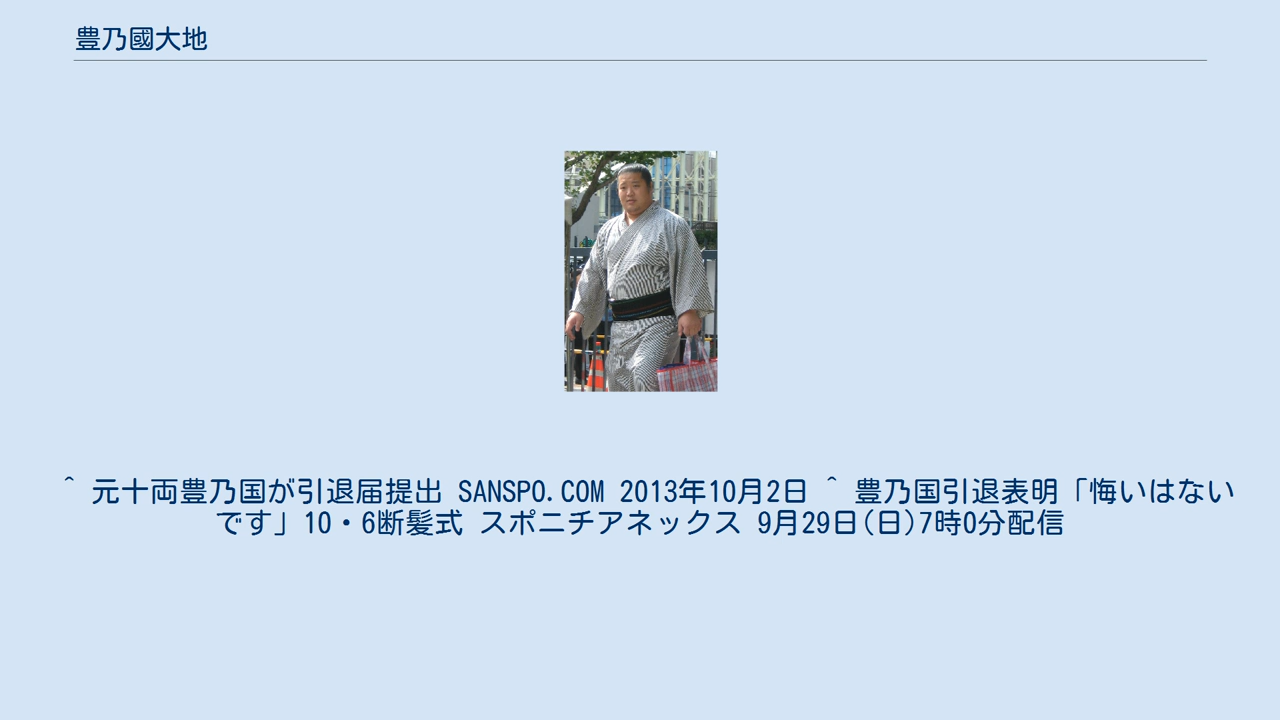 豊乃國大地
^ 元十両豊乃国が引退届提出 SANSPO.COM 2013年10月2日 ^ 豊乃国引退表明「悔いはない
です」10・6断髪式 スポニチアネックス 9月29日(日)7時0分配信